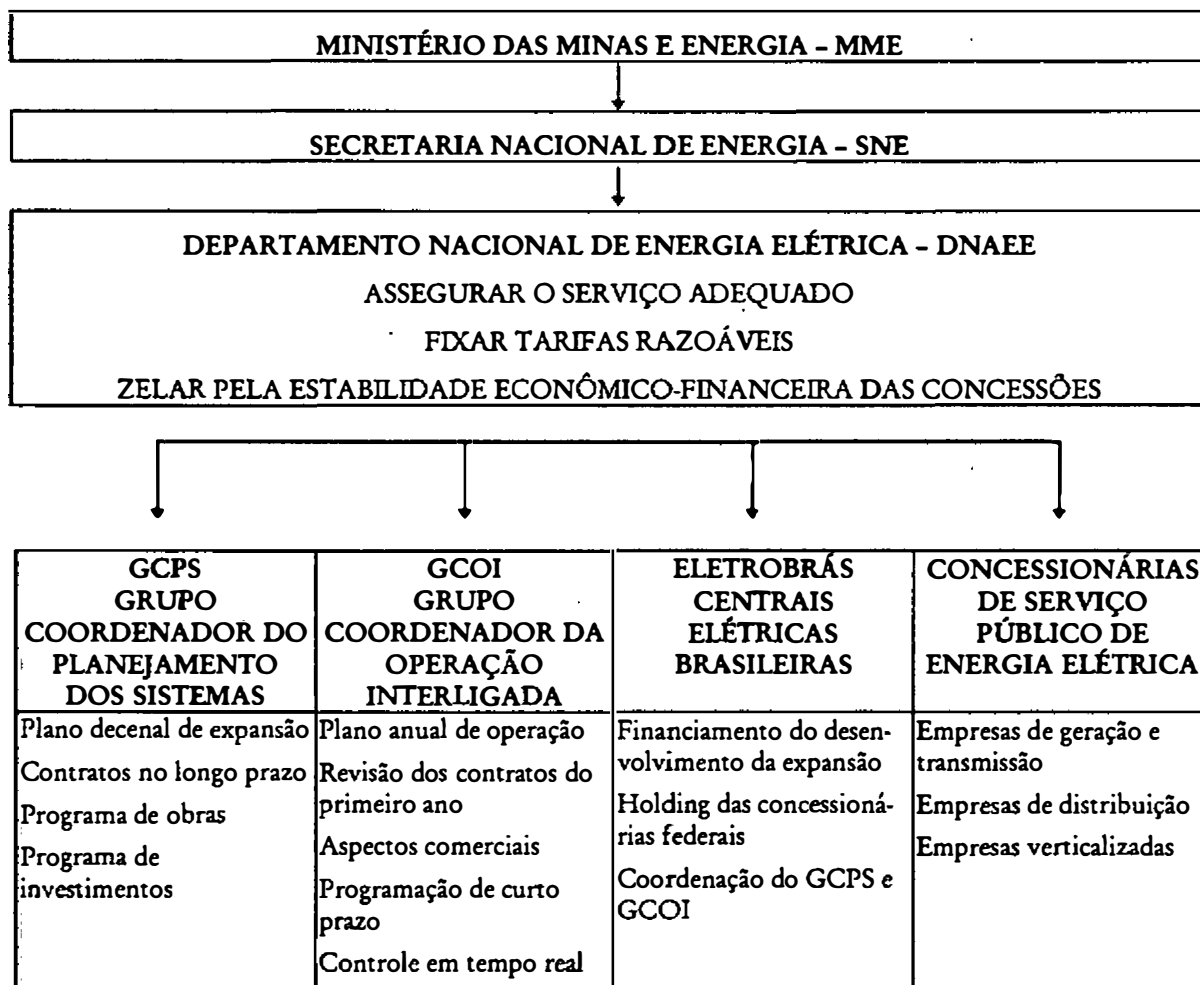 MINISTÉRIO DAS MINAS E ENERGIA – MME
SECRETARIA NACIONAL DE ENERGIA – SNE
DEPARTAMENTO NACIONAL DE ENERGIA ELÉTRICA – DNAEE
ASSEGURAR O SERVIÇO ADEQUADO
FIXAR TARIFAS RAZOÁVEIS
ZELAR PELA ESTABILIDADE ECONÔMICO-FINANCEIRA DAS CONCESSÕES
GCPS
GRUPO
COORDENADOR DO
PLANEJAMENTO
DOS SISTEMAS
Plano decenal de expansão
Contratos no longo prazo
Programa de obras
Programa de
investimentos
GCOI
GRUPO
COORDENADOR DA
OPERAÇÃO
INTERLIGADA
Plano anual de operação
Revisão dos contratos do
primeiro ano
Aspectos comerciais
Programação de curto
prazo
Controle em tempo real
ELETROBRÁS
CENTRAIS
ELÉTRICAS
BRASILEIRAS
Financiamento do desen-
volvimento da expansão
Holding das concessioná-
rias federais
Coordenação do GCPS e
GCOI
CONCESSIONÁRIAS
DE SERVIÇO
PÚBLICO DE
ENERGIA ELÉTRICA
Empresas de geração e
transmissão
Empresas de distribuição
Empresas verticalizadas